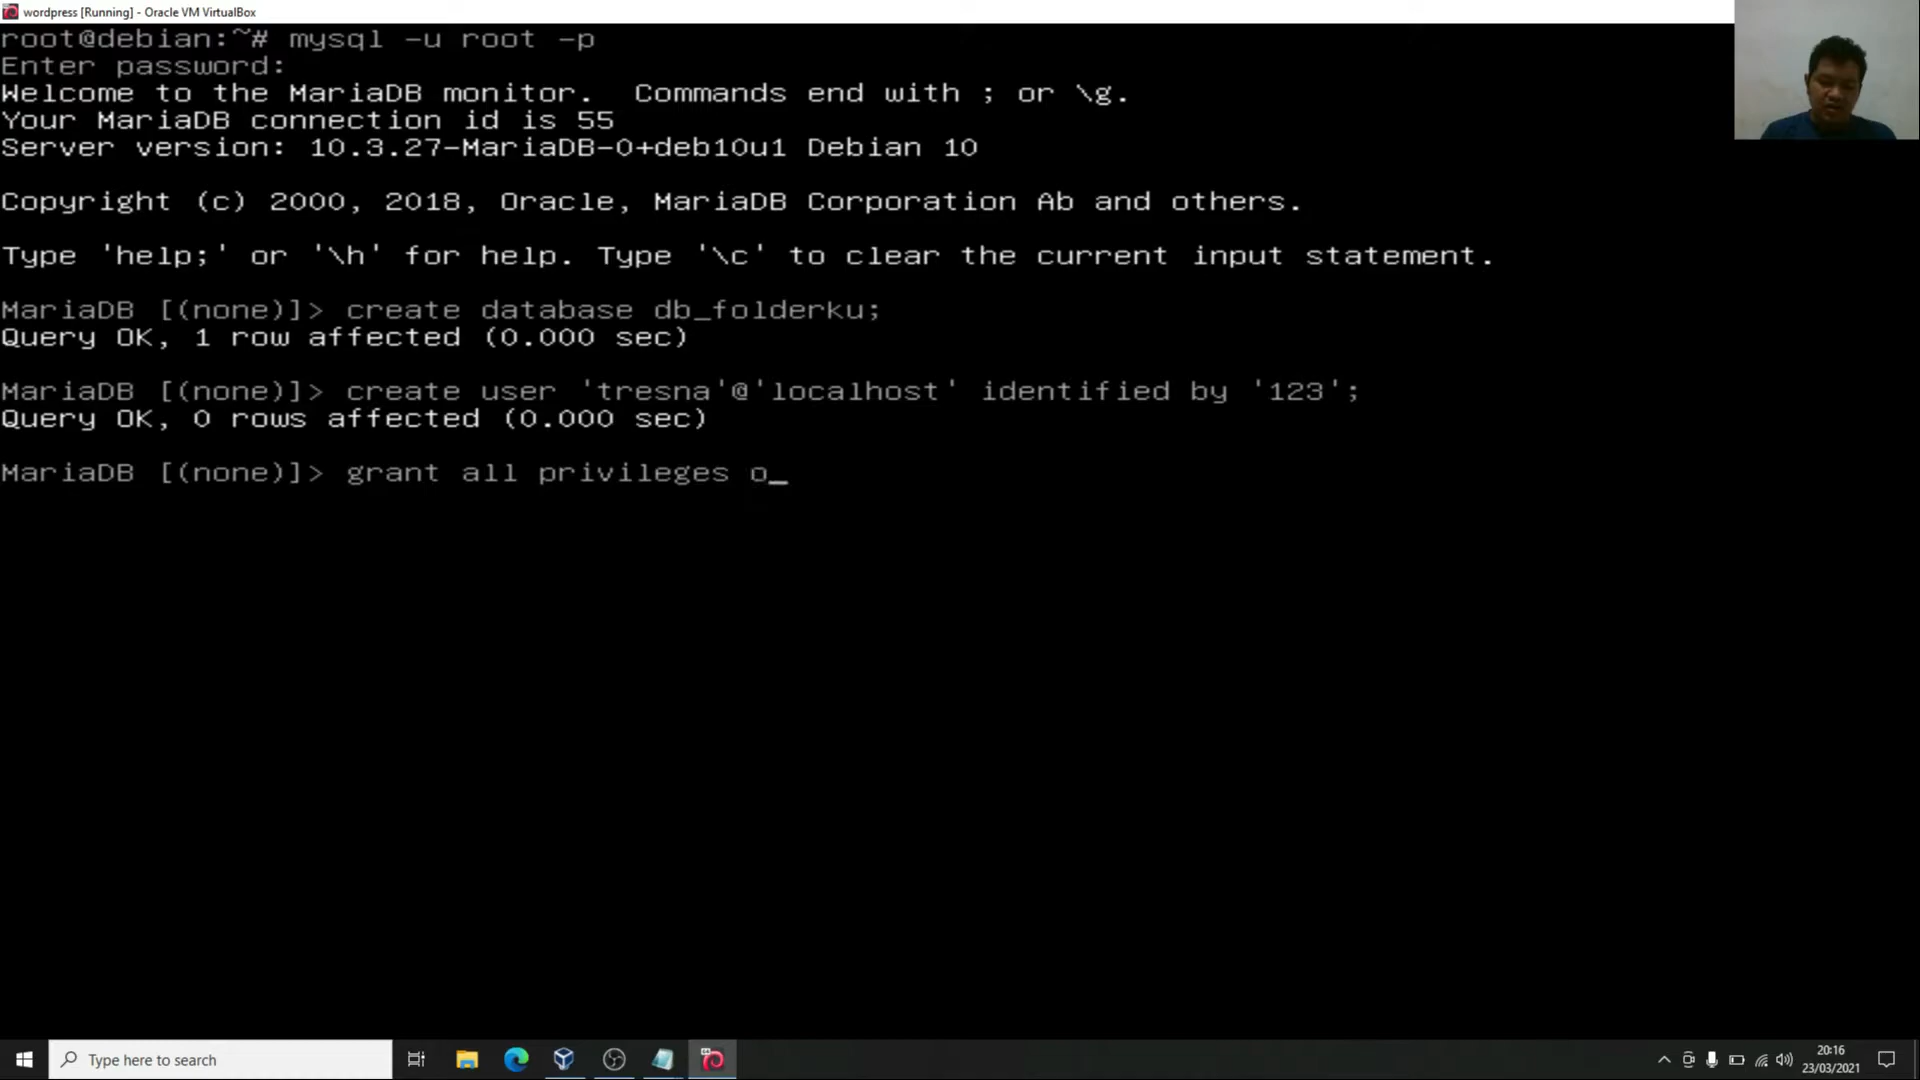 wordpress [Running] - Oracle VM VirtualBox
root@debian:~# mysql -u root -p
Enter password:
Welcome to the MariaDB monitor.  Commands end with ; or \g.
Your MariaDB connection id is 55
Server version: 10.3.27-MariaDB-0+deb10u1 Debian 10
Copyright (c) 2000, 2018, Oracle, MariaDB Corporation Ab and others.
Type 'help;' or '\h' for help. Type '\c' to clear the current input statement.
MariaDB [(none)]> create database db_folderku;
Query OK, 1 row affected (0.000 sec)
MariaDB [(none)]> create user 'tresna'@'localhost' identified by '123';
Query OK, 0 rows affected (0.000 sec)
MariaDB [(none)]> grant all privileges o_
Type here to search
20:16
23/03/2021